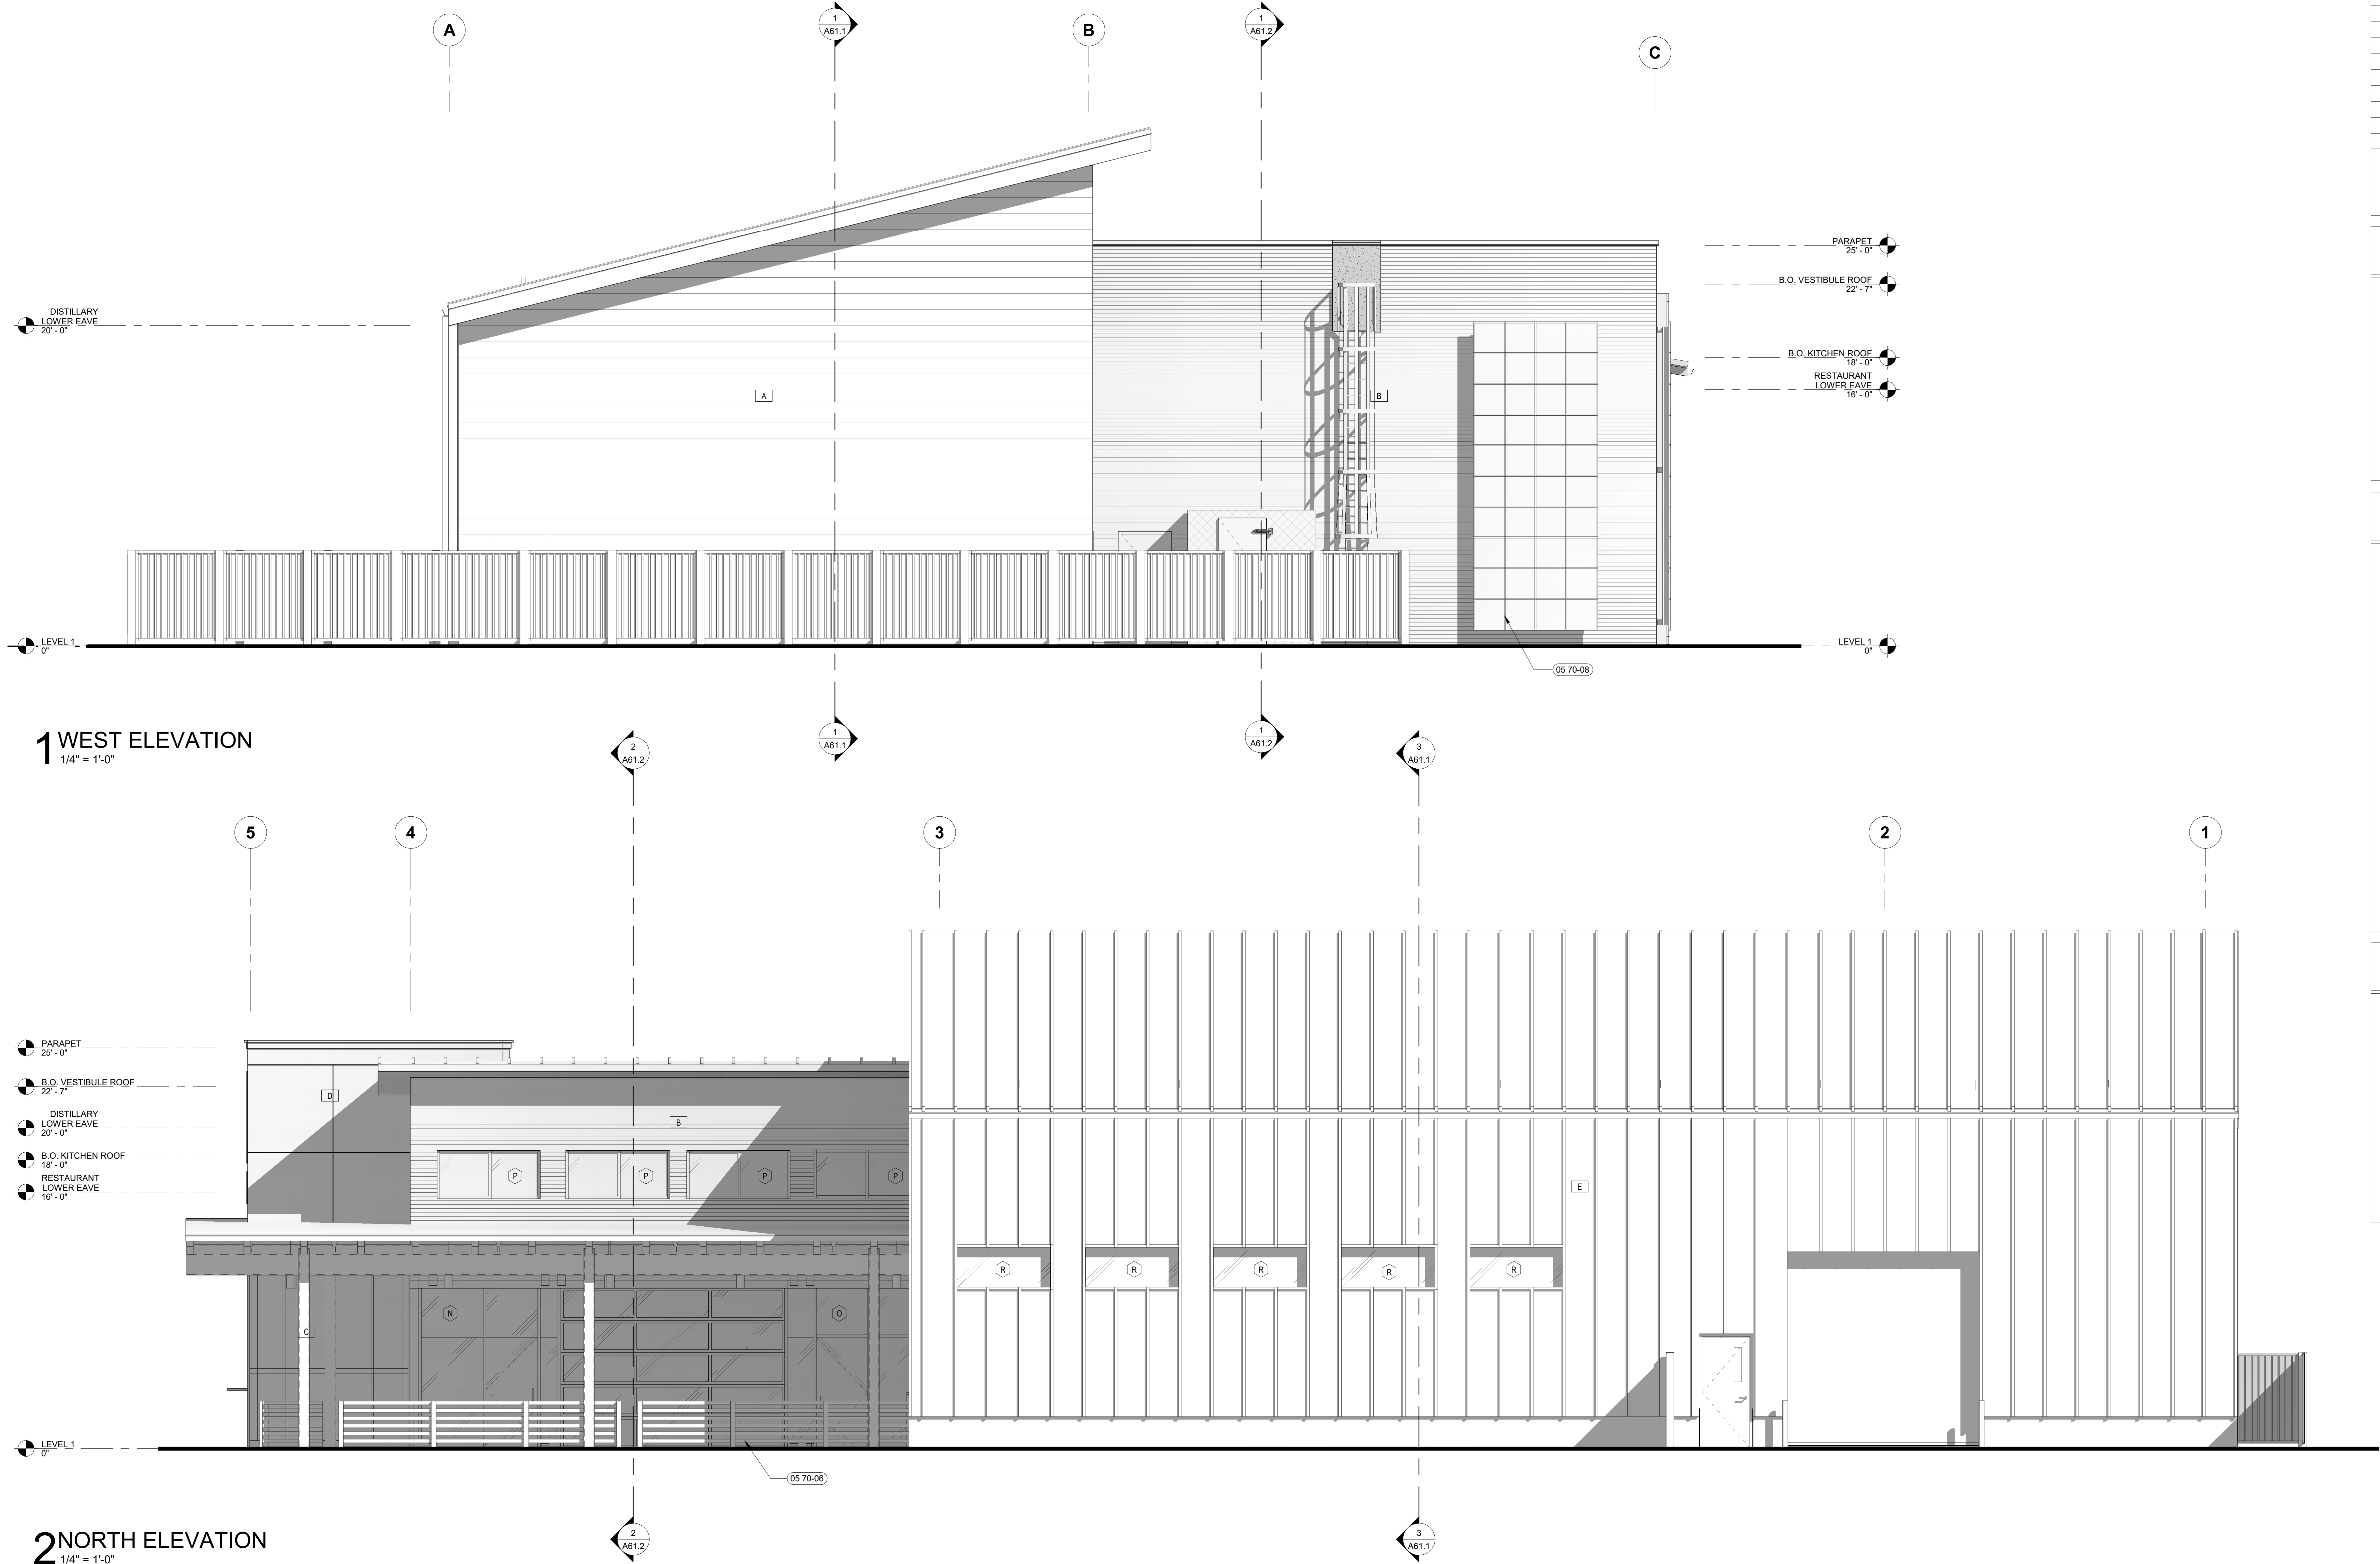 A
1
A61.1
B
1
A61.2
C
PARAPET
25' - 0"
B.O. VESTIBULE ROOF
22' - 7"
DISTILLARY
LOWER EAVE
20' - 0"
B.O. KITCHEN ROOF
18' - 0"
RESTAURANT
LOWER EAVE
16' - 0"
A
B
LEVEL 1
0"
LEVEL 1
0"
05 70-08
1
A61.1
1
A61.2
1 WEST ELEVATION
1/4" = 1'-0"
2
A61.2
3
A61.1
5
4
3
2
1
PARAPET
25' - 0"
B.O. VESTIBULE ROOF
22' - 7"
DISTILLARY
LOWER EAVE
20' - 0"
B.O. KITCHEN ROOF
18' - 0"
RESTAURANT
LOWER EAVE
16' - 0"
D
B
P
P
P
P
E
R
R
R
R
R
N
O
C
LEVEL 1
0"
05 70-06
2
A61.2
3
A61.1
2 NORTH ELEVATION
1/4" = 1'-0"